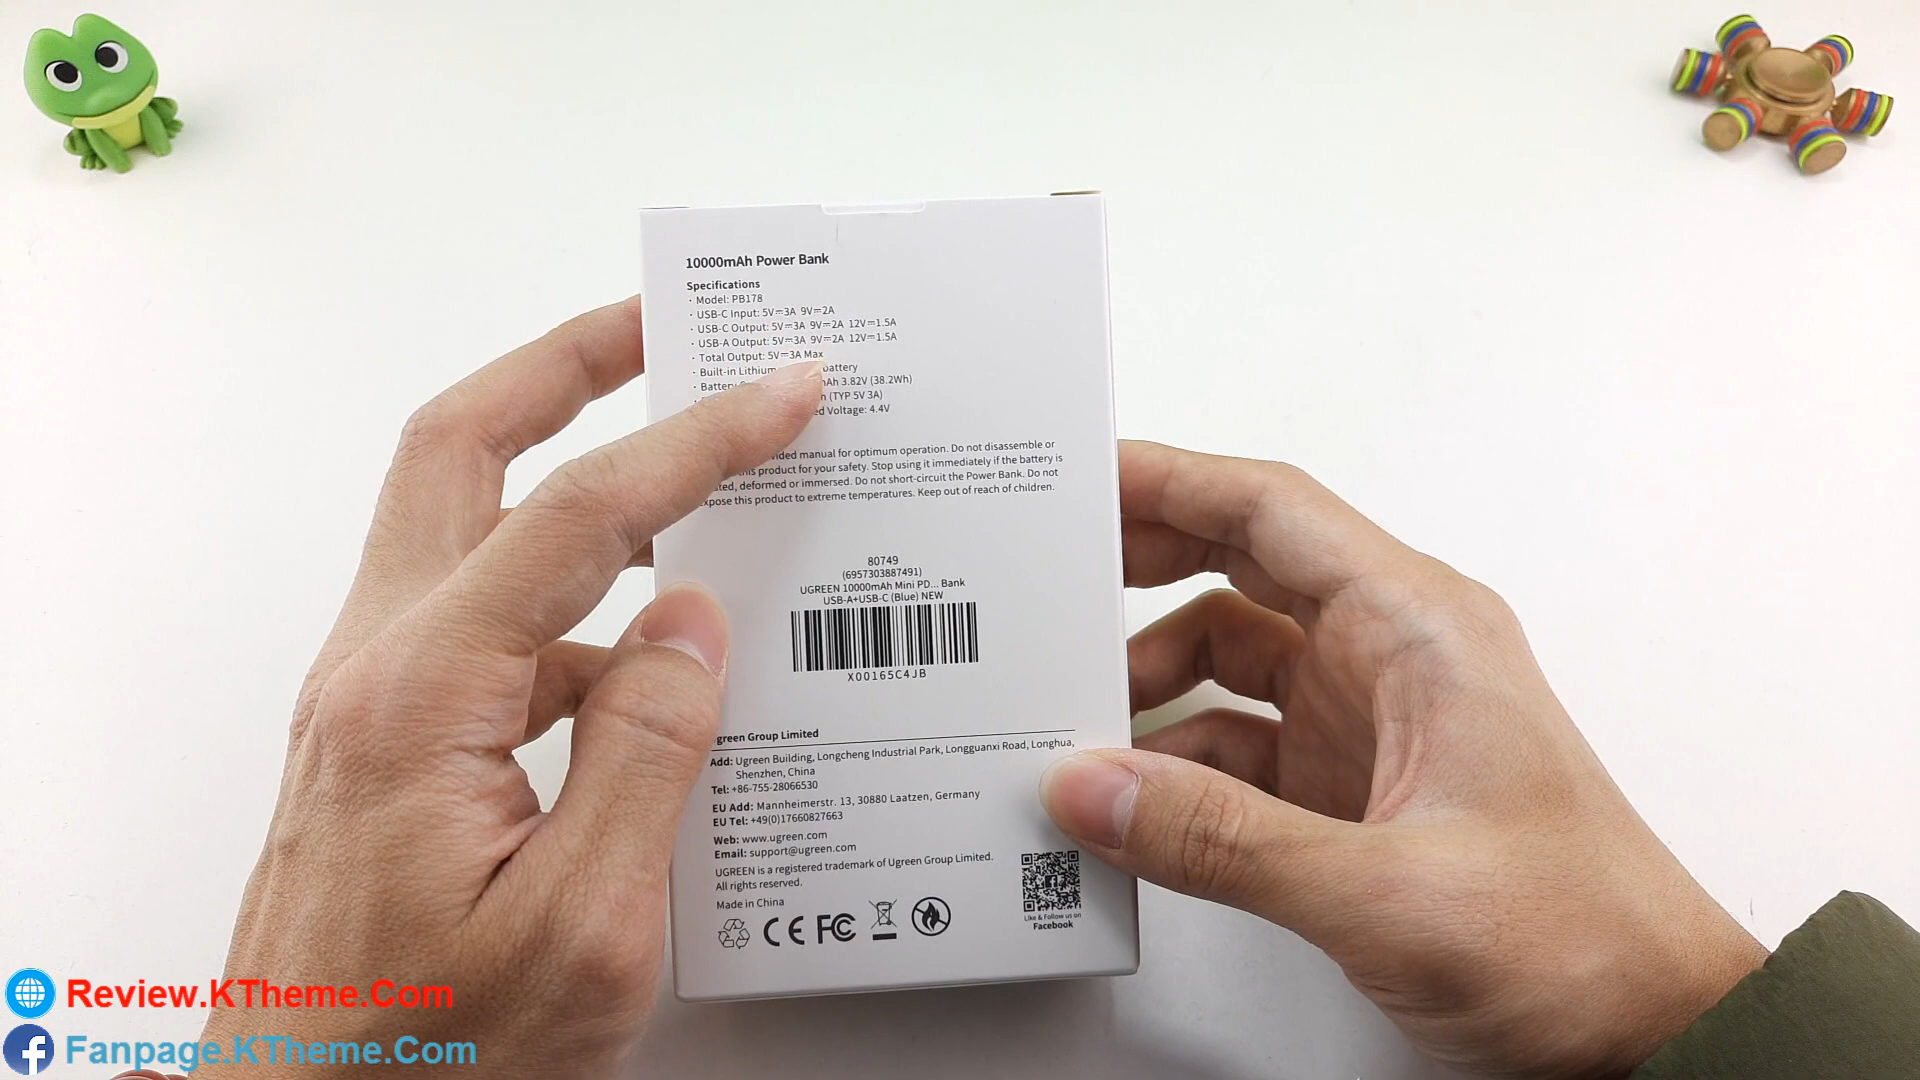 10000mAh Power Bank
Specifications
· Model: PB178
· USB-C Input: 5V⎓3A 9V⎓2A
· USB-C Output: 5V⎓3A 9V⎓2A 12V⎓1.5A
· USB-A Output: 5V⎓3A 9V⎓2A 12V⎓1.5A
· Total Output: 5V⎓3A Max
· Built-in Lithium battery
· Battery mAh 3.82V (38.2Wh)
(TYP 5V 3A)
Voltage: 4.4V
manual for optimum operation. Do not disassemble or
this product for your safety. Stop using it immediately if the battery is
deformed or immersed. Do not short-circuit the Power Bank. Do not
expose this product to extreme temperatures. Keep out of reach of children.
80749
(6957303887491)
UGREEN 10000mAh Mini PD... Bank
USB-A+USB-C (Blue) NEW
X00165C4JB
green Group Limited
Add: Ugreen Building, Longcheng Industrial Park, Longguanxi Road, Longhua,
Shenzhen, China
Tel: +86-755-28066530
EU Add: Mannheimerstr. 13, 30880 Laatzen, Germany
EU Tel: +49(0)17660827663
Web: www.ugreen.com
Email: support@ugreen.com
UGREEN is a registered trademark of Ugreen Group Limited.
All rights reserved.
Made in China
CE FC
Like & Follow us on
Facebook
Review.KTheme.Com
Fanpage.KTheme.Com